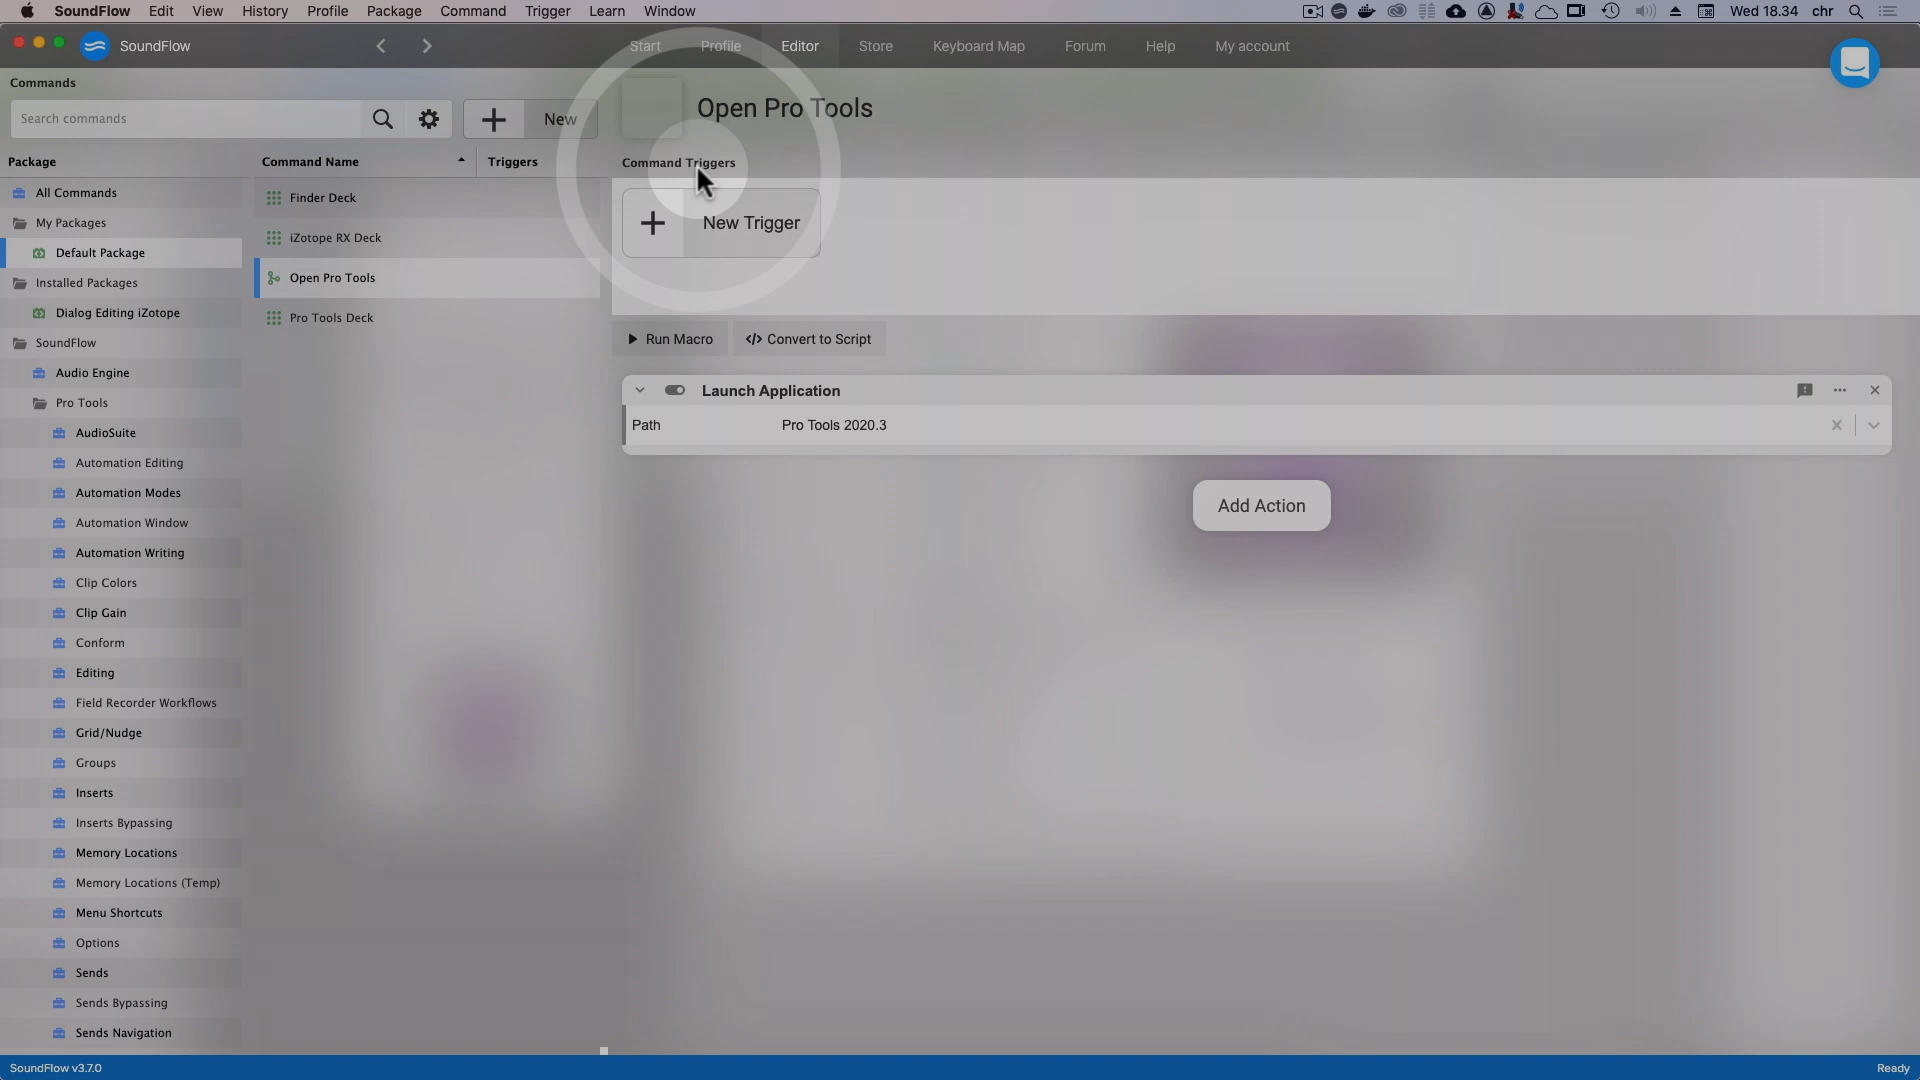 SoundFlow Edit View History Profile Package Command Trigger Learn Window Wed 18.34 chr
SoundFlow Start Profile Editor Store Keyboard Map Forum Help My account
Commands
Search commands
New
Open Pro Tools
Package
Command Name
Triggers
Command Triggers
All Commands
My Packages
Default Package
Installed Packages
Dialog Editing iZotope
SoundFlow
Audio Engine
Pro Tools
AudioSuite
Automation Editing
Automation Modes
Automation Window
Automation Writing
Clip Colors
Clip Gain
Conform
Editing
Field Recorder Workflows
Grid/Nudge
Groups
Inserts
Inserts Bypassing
Memory Locations
Memory Locations (Temp)
Menu Shortcuts
Options
Sends
Sends Bypassing
Sends Navigation
Finder Deck
iZotope RX Deck
Open Pro Tools
Pro Tools Deck
New Trigger
Run Macro
Convert to Script
Launch Application
Path Pro Tools 2020.3
Add Action
SoundFlow v3.7.0
Ready